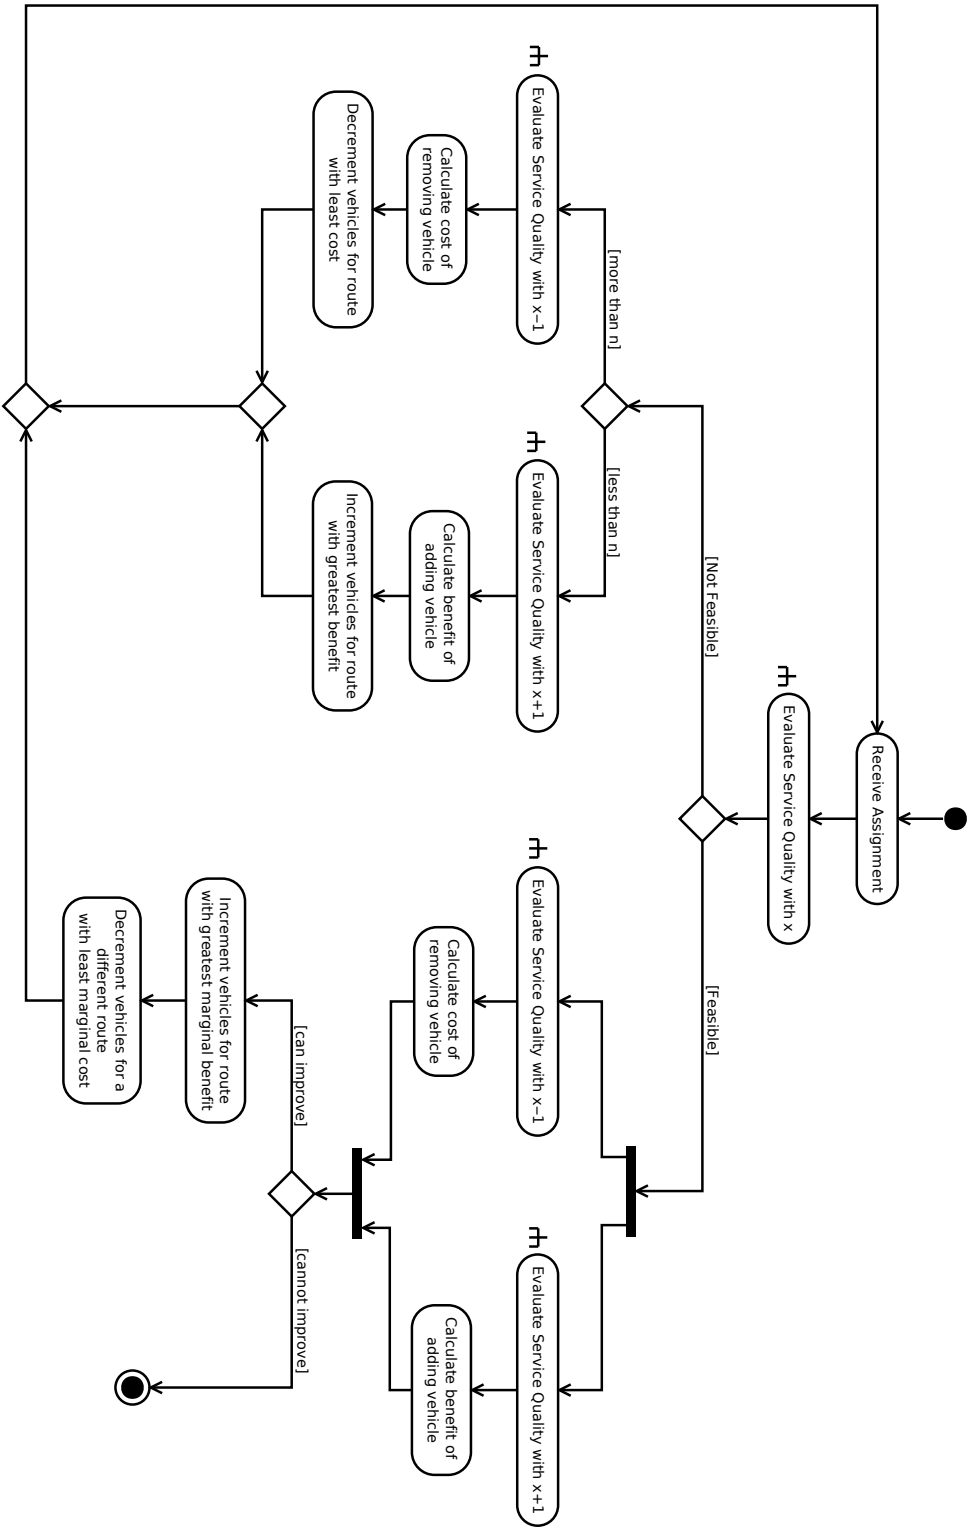 Receive Assignment
Evaluate Service Quality with x
[Not Feasible]
[Feasible]
[more than n]
[less than n]
Evaluate Service Quality with x−1
Evaluate Service Quality with x+1
Evaluate Service Quality with x−1
Evaluate Service Quality with x+1
Calculate cost of
removing vehicle
Calculate benefit of
adding vehicle
Calculate cost of
removing vehicle
Calculate benefit of
adding vehicle
Decrement vehicles for route
with least cost
Increment vehicles for route
with greatest benefit
[can improve]
[cannot improve]
Increment vehicles for route
with greatest marginal benefit
Decrement vehicles for a
different route
with least marginal cost